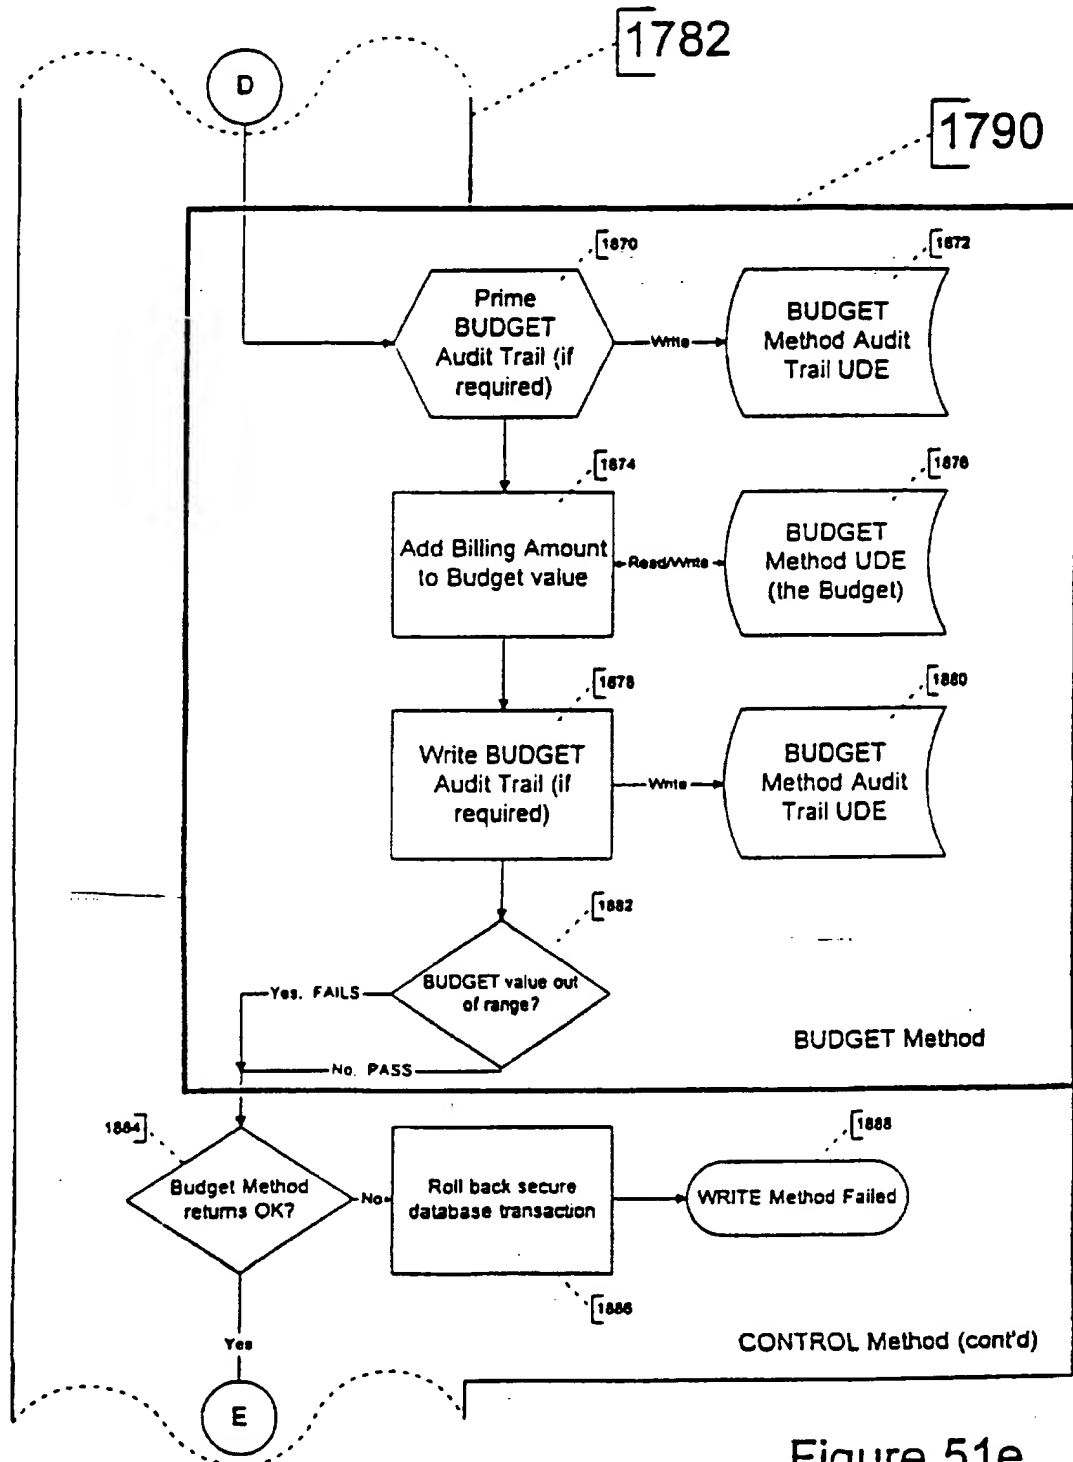 1782
D
1790
1870
Prime
BUDGET
Audit Trail (if
required)
Write
1872
BUDGET
Method Audit
Trail UDE
1874
Add Billing Amount
to Budget value
Read/Write
1876
BUDGET
Method UDE
(the Budget)
1878
Write BUDGET
Audit Trail (if
required)
Write
1880
BUDGET
Method Audit
Trail UDE
1882
BUDGET value out
of range?
Yes, FAILS
No, PASS
BUDGET Method
1884
Budget Method
returns OK?
No
Roll back secure
database transaction
1886
1888
WRITE Method Failed
Yes
CONTROL Method (cont'd)
E
Figure 51e